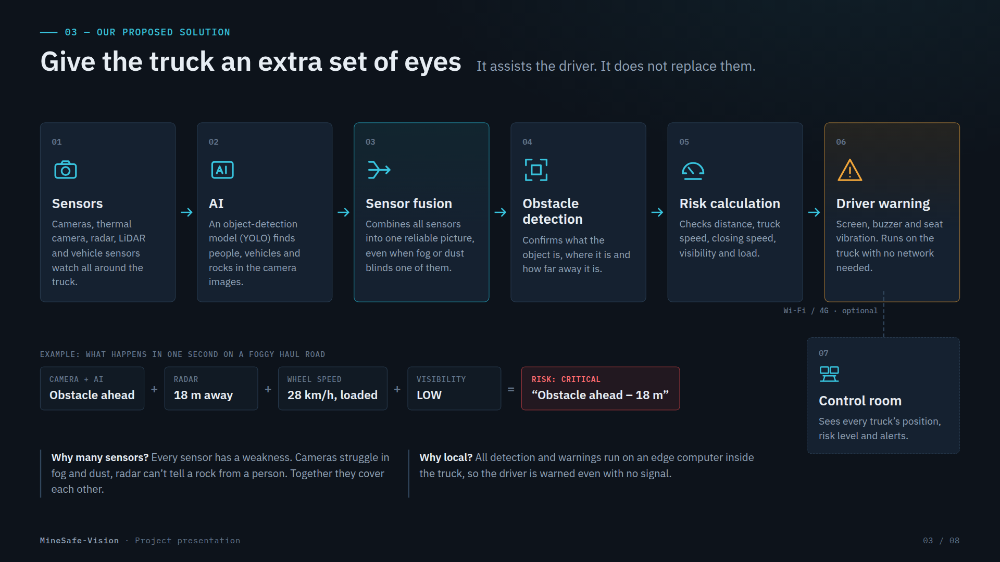 03 — OUR PROPOSED SOLUTION
Give the truck an extra set of eyes
It assists the driver. It does not replace them.
01
Sensors
Cameras, thermal
camera, radar, LiDAR
and vehicle sensors
watch all around the
truck.
02
AI
AI
An object-detection
model (YOLO) finds
people, vehicles and
rocks in the camera
images.
03
Sensor fusion
Combines all sensors
into one reliable picture,
even when fog or dust
blinds one of them.
04
Obstacle
detection
Confirms what the
object is, where it is and
how far away it is.
05
Risk calculation
Checks distance, truck
speed, closing speed,
visibility and load.
06
Driver warning
Screen, buzzer and seat
vibration. Runs on the
truck with no network
needed.
Wi-Fi / 4G · optional
07
Control room
Sees every truck’s position,
risk level and alerts.
EXAMPLE: WHAT HAPPENS IN ONE SECOND ON A FOGGY HAUL ROAD
CAMERA + AI
Obstacle ahead
+
RADAR
18 m away
+
WHEEL SPEED
28 km/h, loaded
+
VISIBILITY
LOW
=
RISK: CRITICAL
“Obstacle ahead – 18 m”
Why many sensors? Every sensor has a weakness. Cameras struggle in
fog and dust, radar can’t tell a rock from a person. Together they cover
each other.
Why local? All detection and warnings run on an edge computer inside
the truck, so the driver is warned even with no signal.
MineSafe-Vision · Project presentation
03 / 08